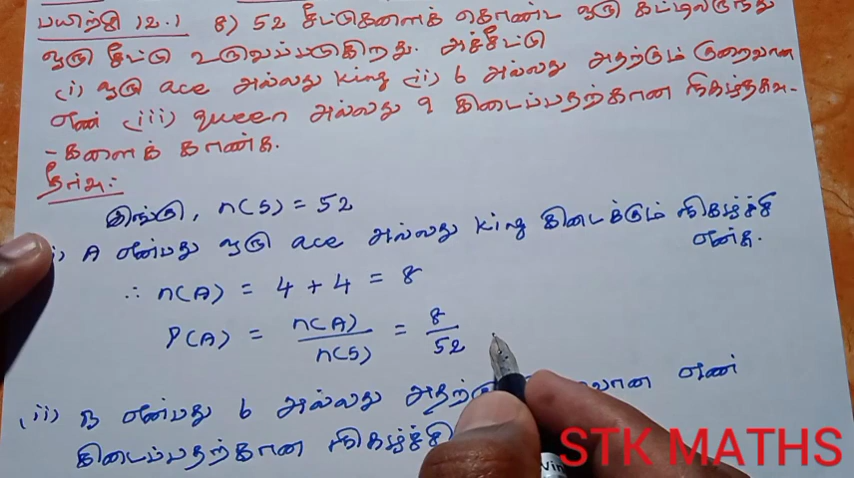 பயிற்சி 12.1 8) 52 சீட்டுகளைக் கொண்ட ஒரு கட்டிலிருந்து
ஒரு சீட்டு உருவப்படுகிறது. அச்சீட்டு
(i) ஒரு ace அல்லது king (ii) 6 அல்லது அதற்கும் குறைவான
எண் (iii) queen அல்லது 9 கிடைப்பதற்கான நிகழ்தகவு-
-களைக் காண்க.
தீர்வு:-
இங்கு, n(S) = 52
i) A என்பது ஒரு ace அல்லது king கிடைக்கும் நிகழ்ச்சி
என்க.
∴ n(A) = 4 + 4 = 8
P(A) = n(A)/n(S) = 8/52
(ii) B என்பது 6 அல்லது எண்
கிடைப்பதற்கான நிகழ்ச்சி
STK MATHS